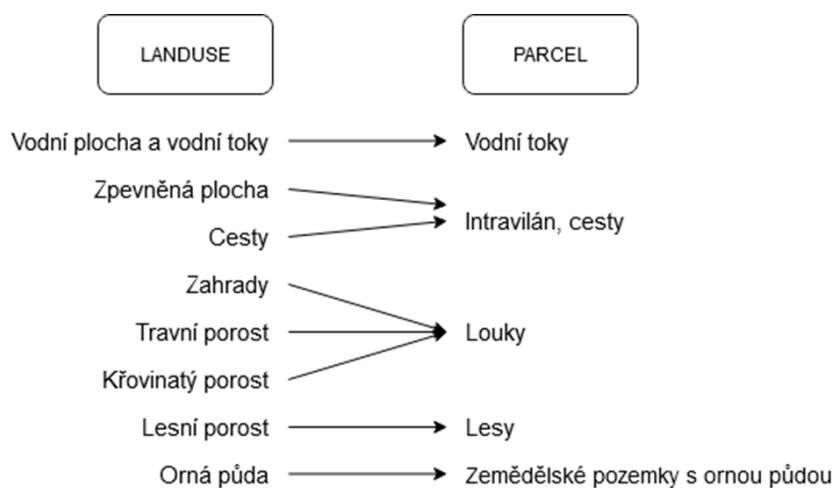 LANDUSE
PARCEL
Vodní plocha a vodní toky
Vodní toky
Zpevněná plocha
Cesty
Intravilán, cesty
Zahrady
Travní porost
Louky
Křovinatý porost
Lesní porost
Lesy
Orná půda
Zemědělské pozemky s ornou půdou